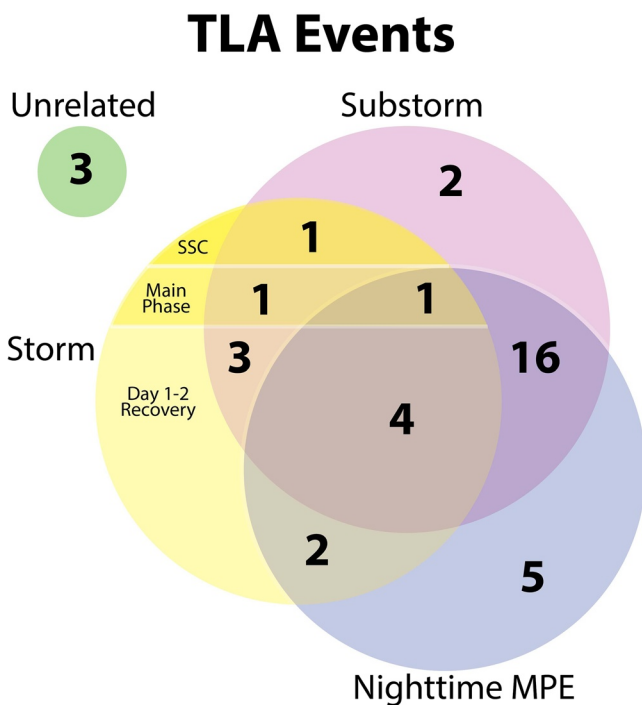 TLA Events
Unrelated
Substorm
3
2
SSC
1
Main
Phase
1
1
Storm
3
16
Day 1-2
Recovery
4
2
5
Nighttime MPE